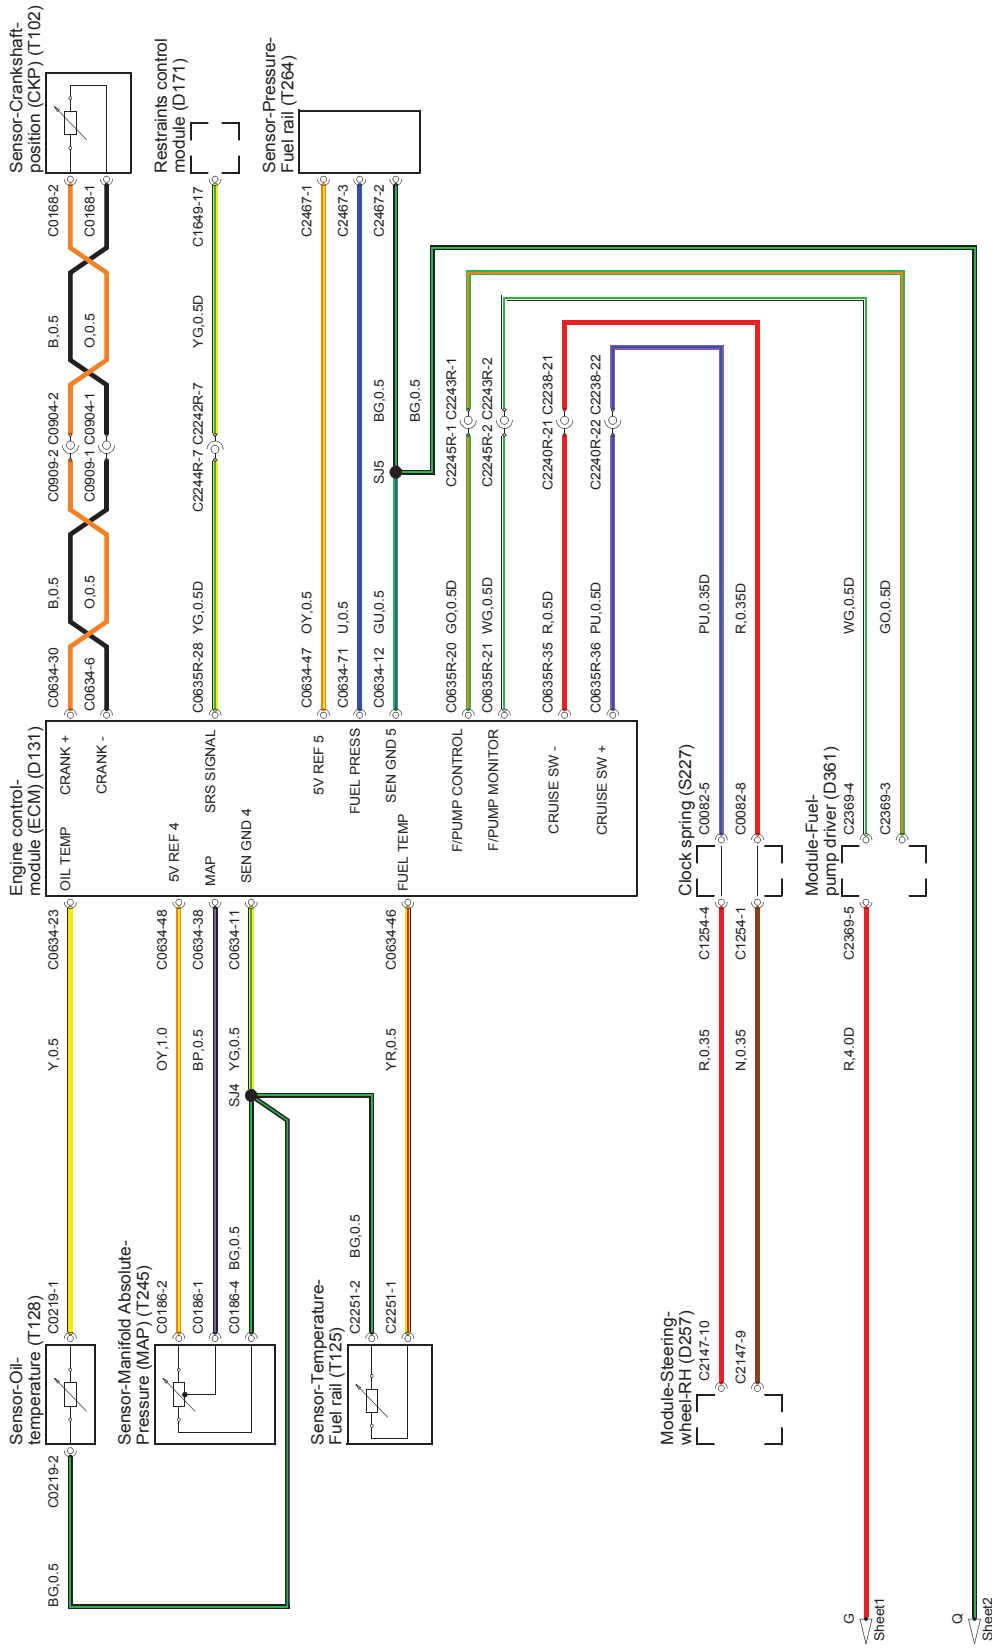 Sensor-Crankshaft-
position (CKP) (T102)
C0168-2
C0168-1
B,0.5
O,0.5
C0909-2 C0904-2
C0909-1 C0904-1
B,0.5
O,0.5
C0634-30
C0634-6
Restraints control
module (D171)
C1649-17
YG,0.5D
C2244R-7 C2242R-7
C0635R-28 YG,0.5D
Sensor-Pressure-
Fuel rail (T264)
C2467-1
C2467-3
C2467-2
C0634-47 OY,0.5
C0634-71 U,0.5
C0634-12 GU,0.5
SJ5
BG,0.5
BG,0.5
C0635R-20 GO,0.5D
C2245R-1 C2243R-1
C0635R-21 WG,0.5D
C2245R-2 C2243R-2
C0635R-35 R,0.5D
C2240R-21 C2238-21
C0635R-36 PU,0.5D
C2240R-22 C2238-22
PU,0.35D
R,0.35D
WG,0.5D
GO,0.5D
Engine control-
module (ECM) (D131)
OIL TEMP
CRANK +
CRANK -
5V REF 4
MAP
SRS SIGNAL
SEN GND 4
5V REF 5
FUEL PRESS
SEN GND 5
FUEL TEMP
F/PUMP CONTROL
F/PUMP MONITOR
CRUISE SW -
CRUISE SW +
Clock spring (S227)
C0082-5
C0082-8
C1254-4
C1254-1
R,0.35
N,0.35
Module-Fuel-
pump driver (D361)
C2369-4
C2369-3
C2369-5
R,4.0D
C0634-23
Y,0.5
C0634-48
OY,1.0
C0634-38
BP,0.5
C0634-11
YG,0.5
SJ4
C0634-46
YR,0.5
Sensor-Oil-
temperature (T128)
C0219-1
C0219-2
BG,0.5
Sensor-Manifold Absolute-
Pressure (MAP) (T245)
C0186-2
C0186-1
C0186-4 BG,0.5
Sensor-Temperature-
Fuel rail (T125)
C2251-2 BG,0.5
C2251-1
Module-Steering-
wheel-RH (D257)
C2147-10
C2147-9
G
Sheet1
Q
Sheet2